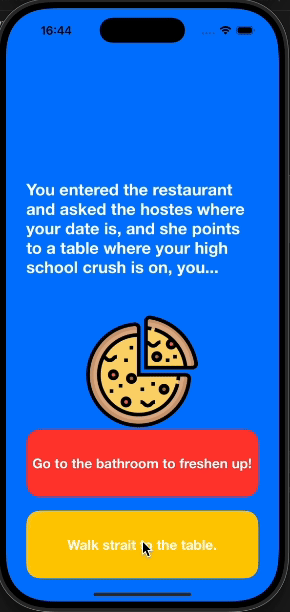 16:44
You entered the restaurant
and asked the hostes where
your date is, and she points
to a table where your high
school crush is on, you...
Go to the bathroom to freshen up!
Walk strait to the table.